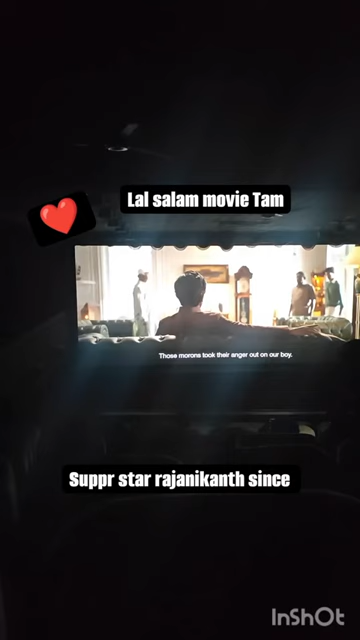 Lal salam movie Tam
Those morons took their anger out on our boy.
Suppr star rajanikanth since
InShOt